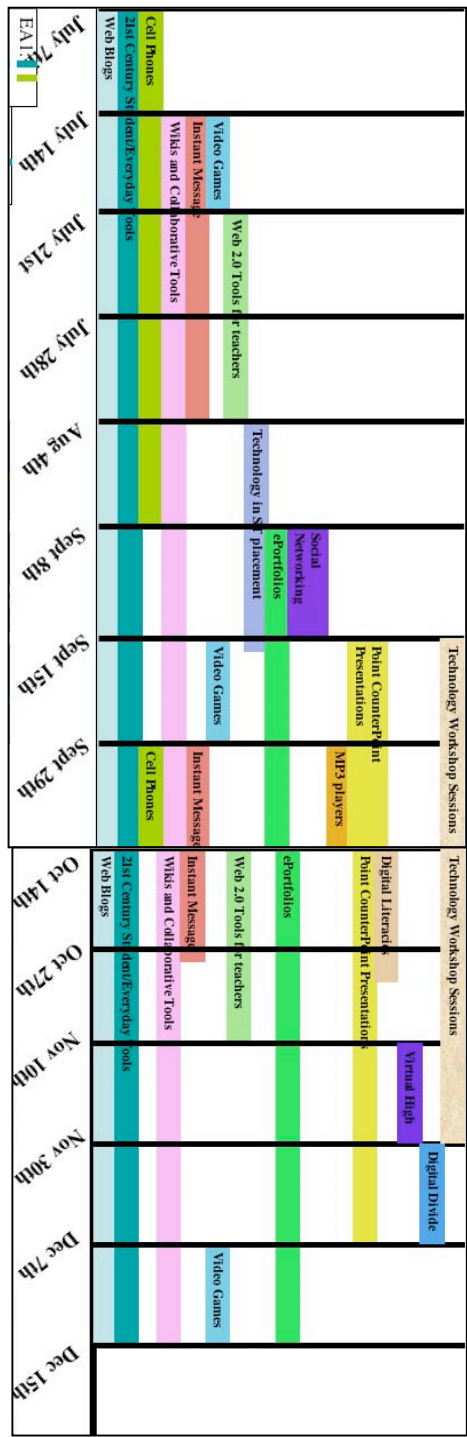 Technology Workshop Sessions
Point CounterPoint
Presentations
MP3 players
Social
Networking
ePortfolios
Technology in ST placement
Web 2.0 Tools for teachers
Video Games
Video Games
Instant Message
Instant Message
Wikis and Collaborative Tools
Cell Phones
Cell Phones
21st Century Student/Everyday Tools
Web Blogs
July 7th
July 14th
July 21st
July 28th
Aug 4th
Sept 8th
Sept 15th
Sept 29th
Technology Workshop Sessions
Digital Divide
Virtual High
Digital Literacies
Point CounterPoint Presentations
ePortfolios
Web 2.0 Tools for teachers
Video Games
Instant Message
Wikis and Collaborative Tools
21st Century Student/Everyday Tools
Web Blogs
Oct 14th
Oct 27th
Nov 10th
Nov 30th
Dec 7th
Dec 15th